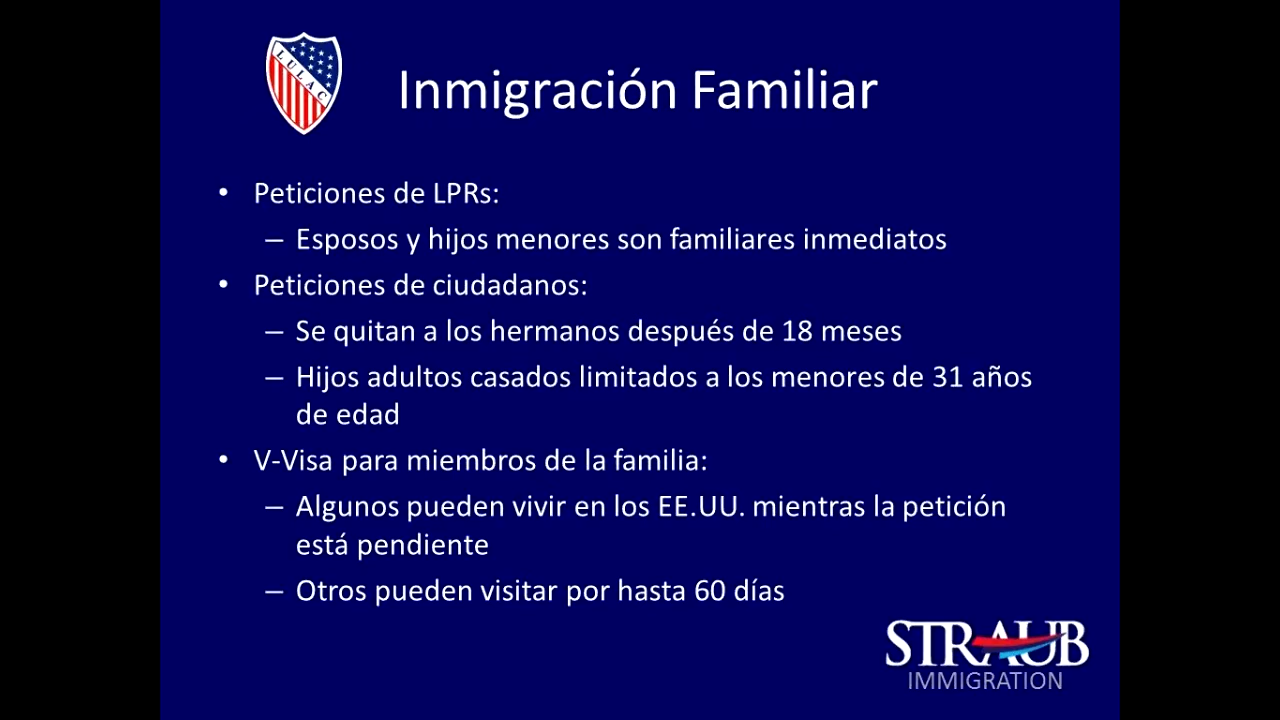 LULAC
Inmigración Familiar
• Peticiones de LPRs:
– Esposos y hijos menores son familiares inmediatos
• Peticiones de ciudadanos:
– Se quitan a los hermanos después de 18 meses
– Hijos adultos casados limitados a los menores de 31 años
de edad
• V-Visa para miembros de la familia:
– Algunos pueden vivir en los EE.UU. mientras la petición
está pendiente
– Otros pueden visitar por hasta 60 días
STRAUB
IMMIGRATION